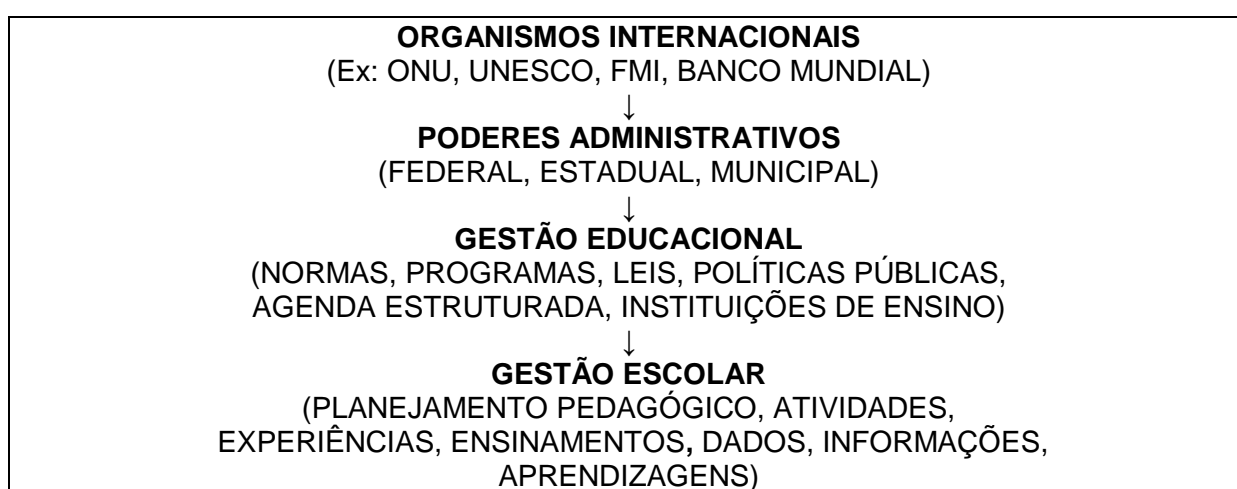 ORGANISMOS INTERNACIONAIS
(Ex: ONU, UNESCO, FMI, BANCO MUNDIAL)
↓
PODERES ADMINISTRATIVOS
(FEDERAL, ESTADUAL, MUNICIPAL)
↓
GESTÃO EDUCACIONAL
(NORMAS, PROGRAMAS, LEIS, POLÍTICAS PÚBLICAS,
AGENDA ESTRUTURADA, INSTITUIÇÕES DE ENSINO)
↓
GESTÃO ESCOLAR
(PLANEJAMENTO PEDAGÓGICO, ATIVIDADES,
EXPERIÊNCIAS, ENSINAMENTOS, DADOS, INFORMAÇÕES,
APRENDIZAGENS)